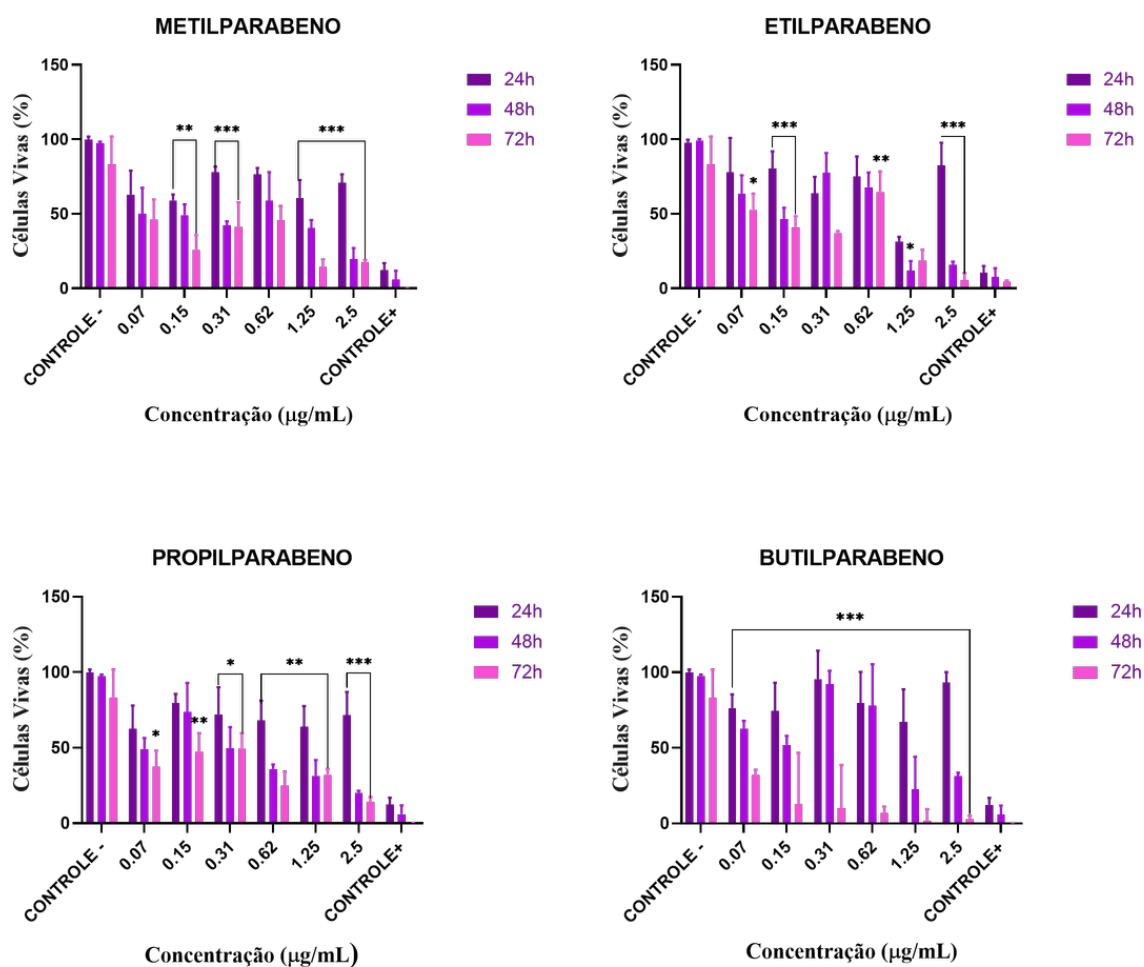 METILPARABENO
150
100
50
0
Células Vivas (%)
** *** ***
24h
48h
72h
CONTROLE - 0.07 0.15 0.31 0.62 1.25 2.5 CONTROLE+
Concentração (µg/mL)
ETILPARABENO
150
100
50
0
Células Vivas (%)
* *** ** * ***
24h
48h
72h
CONTROLE - 0.07 0.15 0.31 0.62 1.25 2.5 CONTROLE+
Concentração (µg/mL)
PROPILPARABENO
150
100
50
0
Células Vivas (%)
* ** * ** ***
24h
48h
72h
CONTROLE - 0.07 0.15 0.31 0.62 1.25 2.5 CONTROLE+
Concentração (µg/mL)
BUTILPARABENO
150
100
50
0
Células Vivas (%)
***
24h
48h
72h
CONTROLE - 0.07 0.15 0.31 0.62 1.25 2.5 CONTROLE+
Concentração (µg/mL)